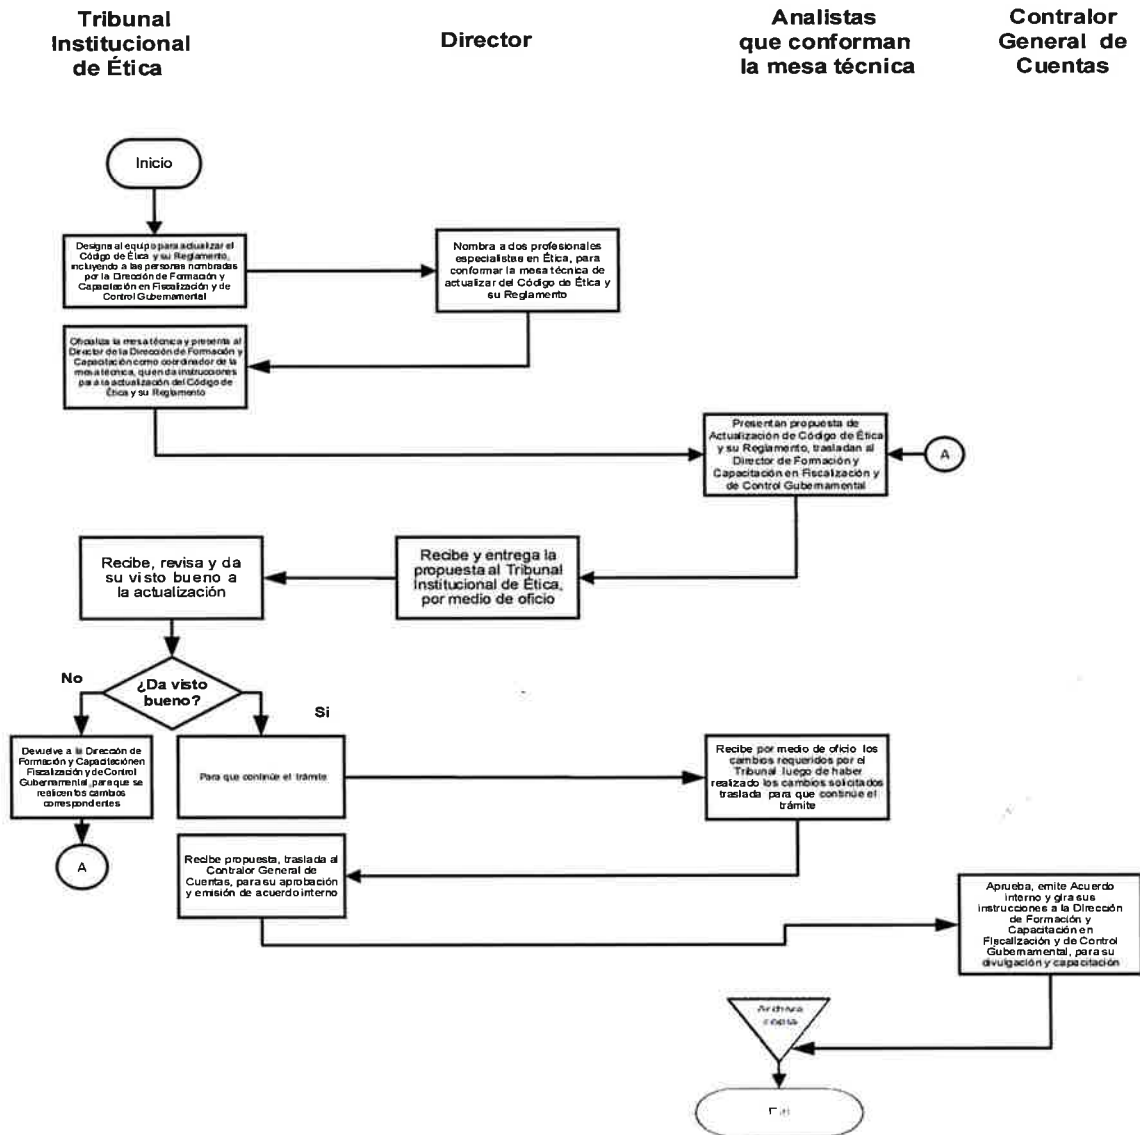 Tribunal
Institucional
de Ética
Director
Analistas
que conforman
la mesa técnica
Contralor
General de
Cuentas
Inicio
Designa al equipo para actualizar el
Código de Ética y su Reglamento,
incluyendo a las personas nombradas
por la Dirección de Formación y
Capacitación en Fiscalización y de
Control Gubernamental
Nombra a dos profesionales
especialistas en Ética, para
conformar la mesa técnica de
actualizar del Código de Ética y
su Reglamento
Oficializa la mesa técnica y presenta al
Director de la Dirección de Formación y
Capacitación como coordinador de la
mesa técnica, quien da instrucciones
para la actualización del Código de
Ética y su Reglamento
Presentan propuesta de
Actualización de Código de Ética
y su Reglamento, trasladan al
Director de Formación y
Capacitación en Fiscalización y
de Control Gubernamental
A
Recibe, revisa y da
su visto bueno a
la actualización
Recibe y entrega la
propuesta al Tribunal
Institucional de Ética,
por medio de oficio
¿Da visto
bueno?
No
Si
Devuelve a la Dirección de
Formación y Capacitación en
Fiscalización y de Control
Gubernamental, para que se
realicen los cambios
correspondientes
Para que continúe el trámite
Recibe por medio de oficio los
cambios requeridos por el
Tribunal luego de haber
realizado los cambios solicitados
traslada para que continúe el
trámite
A
Recibe propuesta, traslada al
Contralor General de
Cuentas, para su aprobación
y emisión de acuerdo interno
Aprueba, emite Acuerdo
interno y gira sus
instrucciones a la Dirección
de Formación y
Capacitación en
Fiscalización y de Control
Gubernamental, para su
divulgación y capacitación
Archiva
copia